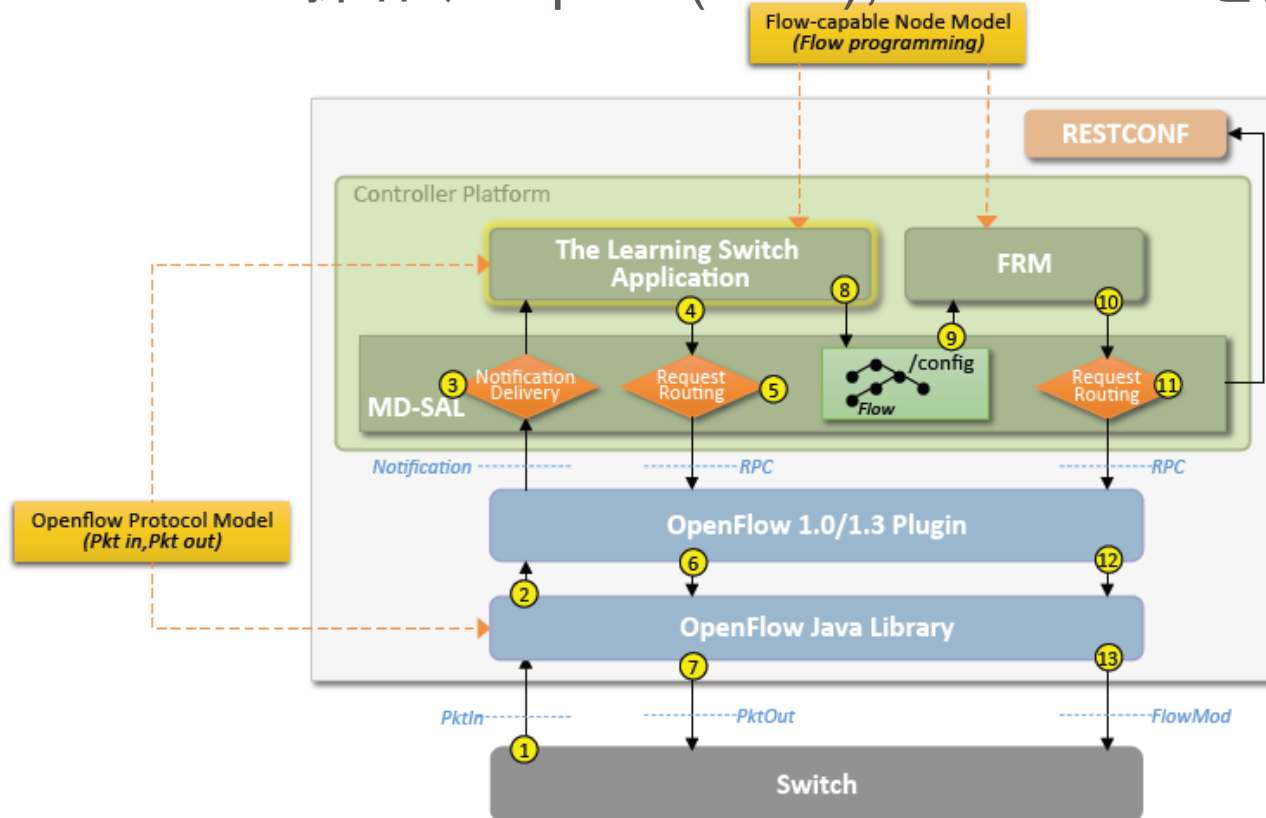 Flow-capable Node Model
(Flow programming)
RESTCONF
Controller Platform
The Learning Switch
Application
FRM
8
4
10
9
/config
3
Notification
Delivery
Request
Routing
5
Flow
Request
Routing
11
MD-SAL
Notification
RPC
RPC
Openflow Protocol Model
(Pkt in,Pkt out)
OpenFlow 1.0/1.3 Plugin
6
12
2
OpenFlow Java Library
7
13
PktIn
PktOut
FlowMod
1
Switch